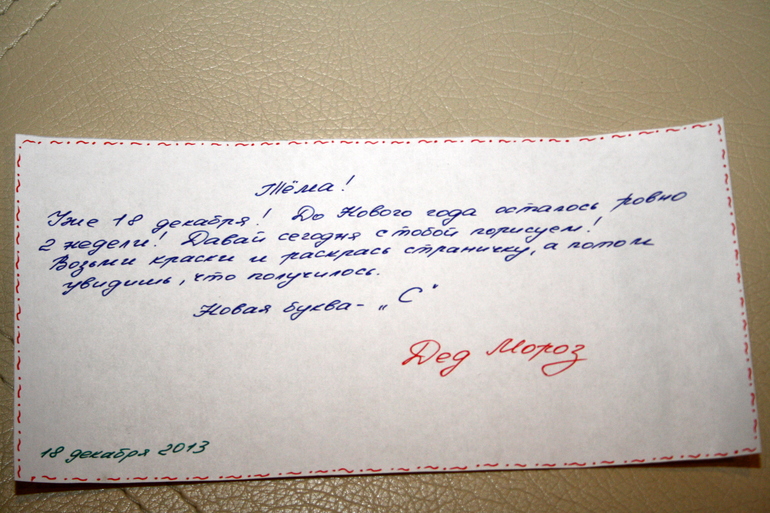 Тёма!
Уже 18 декабря! До Нового года осталось ровно
2 недели! Давай сегодня с тобой порисуем!
Возьми краски и раскрась страничку, а потом
увидишь, что получилось.
Новая буква - „С"
Дед Мороз
18 декабря 2013